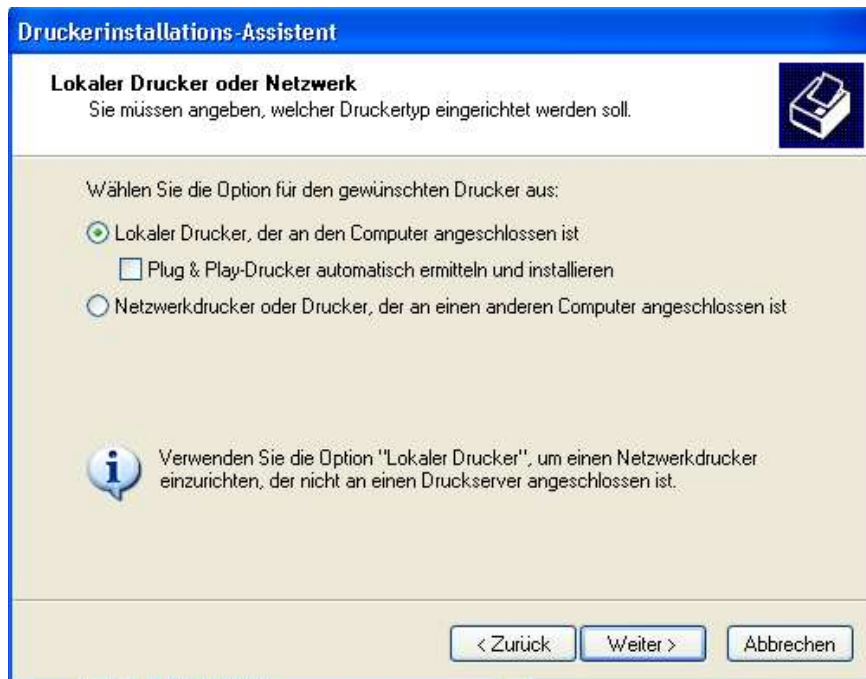 Druckerinstallations-Assistent
Lokaler Drucker oder Netzwerk
Sie müssen angeben, welcher Druckertyp eingerichtet werden soll.
Wählen Sie die Option für den gewünschten Drucker aus:
Lokaler Drucker, der an den Computer angeschlossen ist
Plug & Play-Drucker automatisch ermitteln und installieren
Netzwerkdrucker oder Drucker, der an einen anderen Computer angeschlossen ist
Verwenden Sie die Option "Lokaler Drucker", um einen Netzwerkdrucker
einzurichten, der nicht an einen Druckserver angeschlossen ist.
< Zurück Weiter > Abbrechen